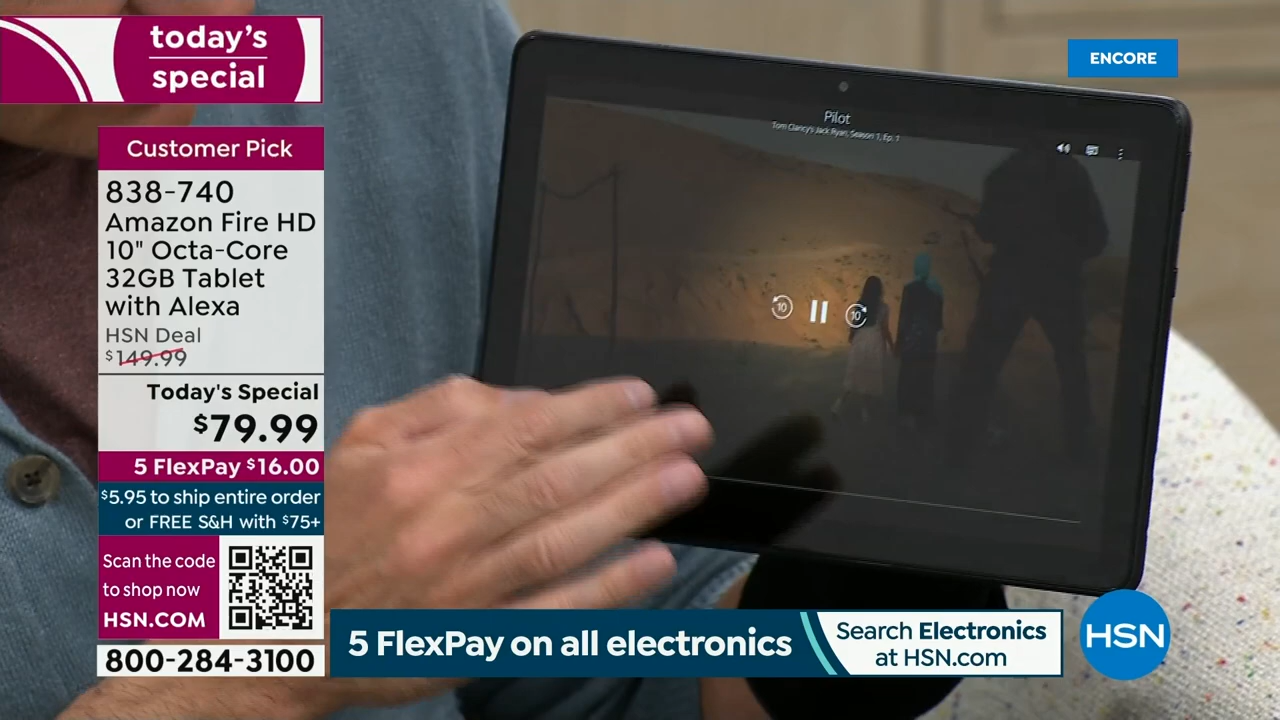 today's
special
ENCORE
Customer Pick
838-740
Amazon Fire HD
10" Octa-Core
32GB Tablet
with Alexa
HSN Deal
$149.99
Today's Special
$79.99
5 FlexPay $16.00
$5.95 to ship entire order
or FREE S&H with $75+
Scan the code
to shop now
HSN.COM
800-284-3100
Pilot
Tom Clancy's Jack Ryan, Season 1, Ep. 1
10
10
5 FlexPay on all electronics
Search Electronics
at HSN.com
HSN